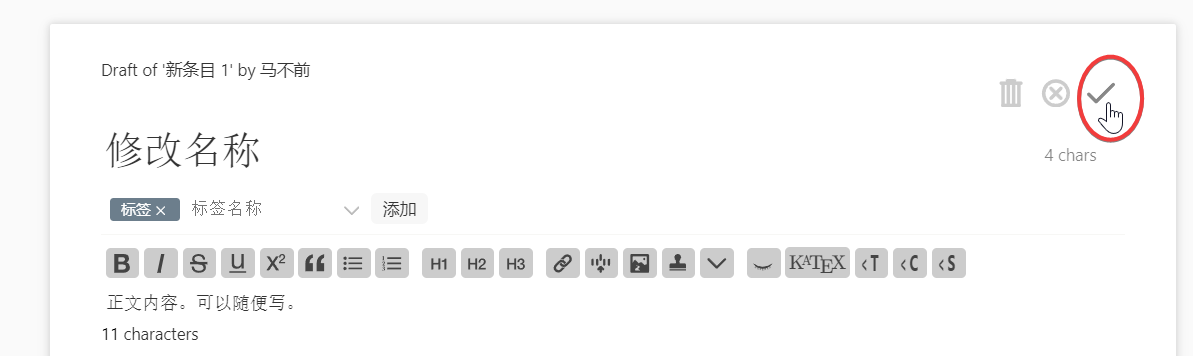 Draft of '新条目 1' by 马不前
修改名称
4 chars
标签 × 标签名称 添加
B I S U X² H1 H2 H3 KATEX <T <C <S
正文内容。可以随便写。
11 characters